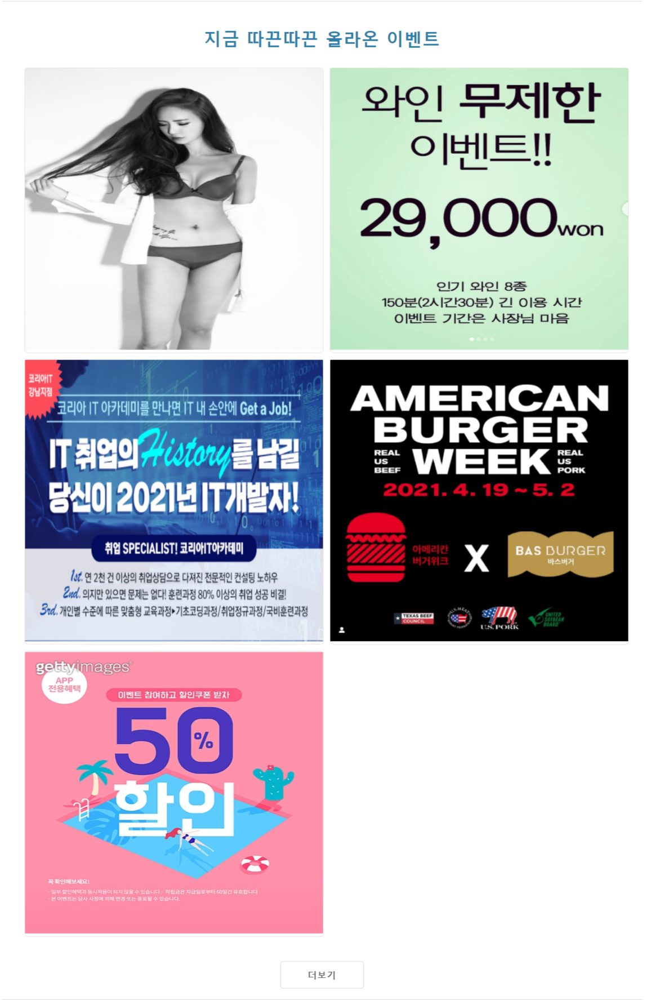 지금 따끈따끈 올라온 이벤트
와인 무제한
이벤트!!
29,000won
인기 와인 8종
150분(2시간30분) 긴 이용 시간
이벤트 기간은 사장님 마음
코리아IT
강남지점
코리아 IT 아카데미를 만나면 IT 내 손안에 Get a Job!
IT 취업의 History를 남길
당신이 2021년 IT개발자!
취업 SPECIALIST! 코리아IT아카데미
1st. 연 2천 건 이상의 취업상담으로 다져진 전문적인 컨설팅 노하우
2nd. 의지만 있으면 문제는 없다! 훈련과정 80% 이상의 취업 성공 비결!
3rd. 개인별 수준에 따른 맞춤형 교육과정▶기초코딩과정/취업정규과정/국비훈련과정
AMERICAN
BURGER
REAL
US
BEEF
WEEK
REAL
US
PORK
2021. 4. 19 ~ 5. 2
아메리칸
버거위크
X
BAS BURGER
바스버거
TEXAS BEEF
COUNCIL
U.S. MEAT
U.S. PORK
UNITED
SOYBEAN
BOARD
gettyimages
APP
전용혜택
이벤트 참여하고 할인쿠폰 받자
50%
할인
꼭 확인해보세요!
- 일부 할인혜택과 동시적용이 되지 않을 수 있습니다. - 적립금은 지급일로부터 60일간 유효합니다
- 본 이벤트는 당사 사정에 의해 변경 또는 종료될 수 있습니다.
더보기